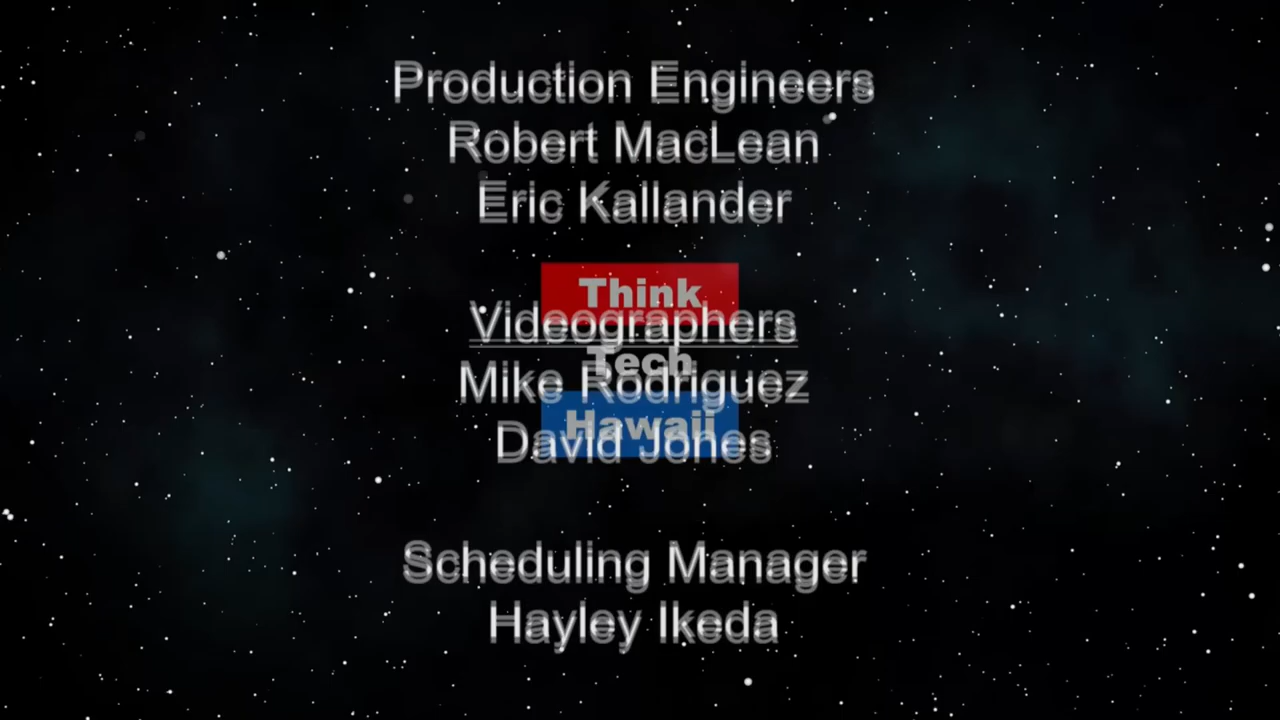 Production Engineers
Robert MacLean
Eric Kallander
Think
Videographers
Tech
Mike Rodriguez
Hawaii
David Jones
Scheduling Manager
Hayley Ikeda